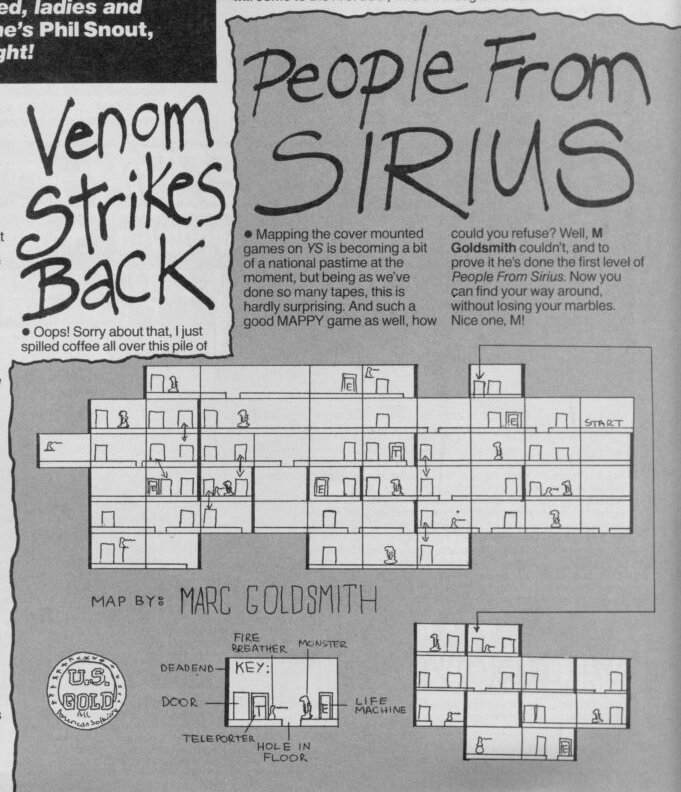 ed, ladies and
e's Phil Snout,
ght!
Venom
Strikes
Back
• Oops! Sorry about that, I just
spilled coffee all over this pile of
People From
SIRIUS
• Mapping the cover mounted
games on YS is becoming a bit
of a national pastime at the
moment, but being as we've
done so many tapes, this is
hardly surprising. And such a
good MAPPY game as well, how
could you refuse? Well, M
Goldsmith couldn't, and to
prove it he's done the first level of
People From Sirius. Now you
can find your way around,
without losing your marbles.
Nice one, M!
START
MAP BY: MARC GOLDSMITH
U.S.
GOLD
All
American Software
FIRE
BREATHER
MONSTER
DEADEND
KEY:
DOOR
T
E
LIFE
MACHINE
TELEPORTER
HOLE IN
FLOOR